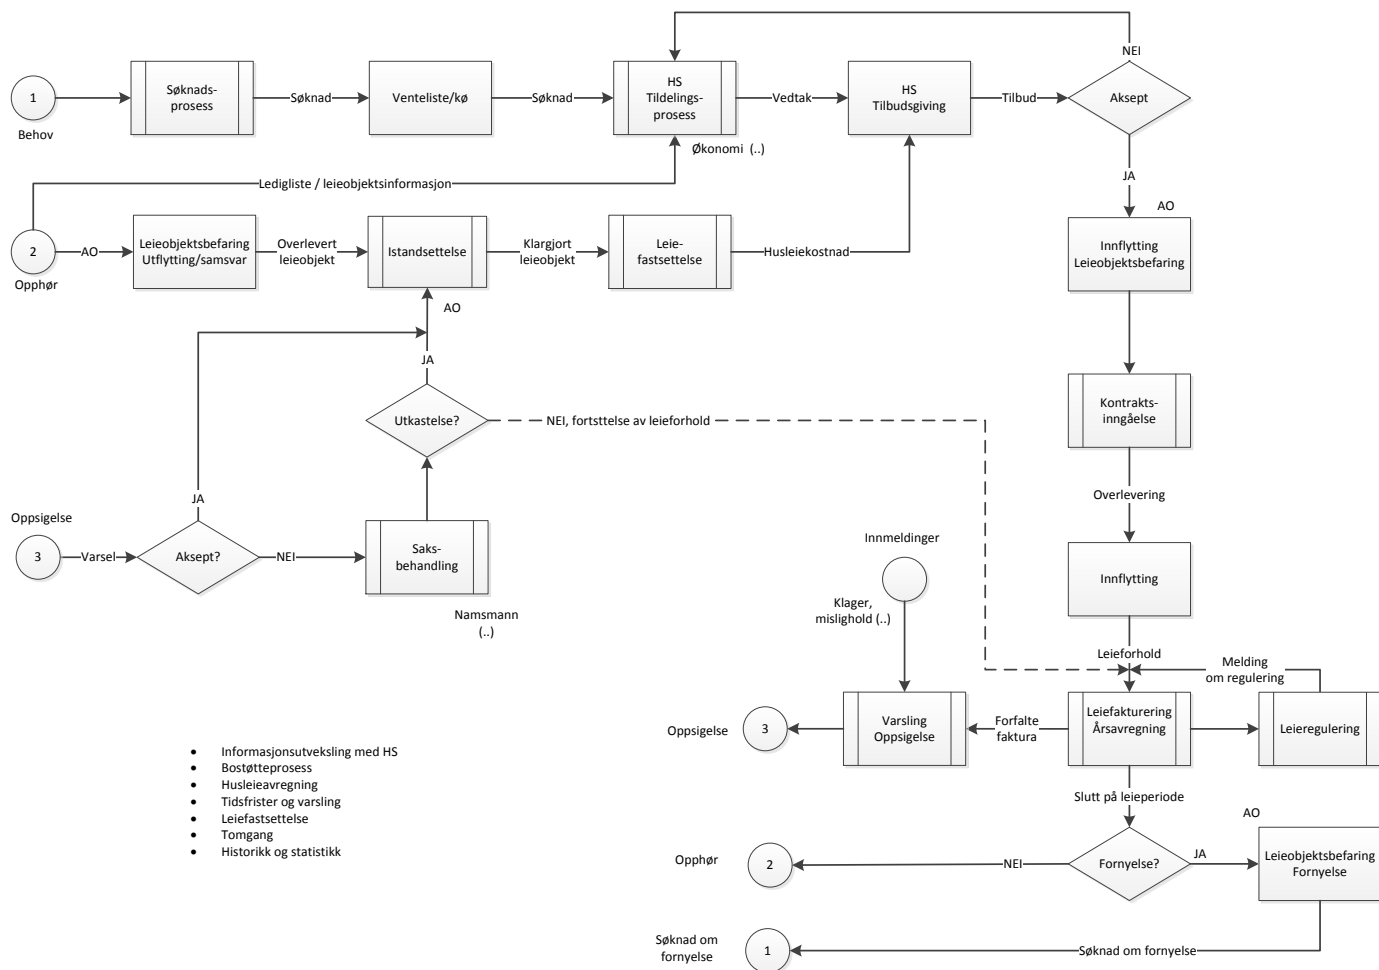 NEI
1
Behov
Søknads-
prosess
Søknad
Venteliste/kø
Søknad
HS
Tildelings-
prosess
Økonomi (..)
Vedtak
HS
Tilbudsgiving
Tilbud
Aksept
JA
AO
Ledigliste / leieobjektsinformasjon
2
Opphør
AO
Leieobjektsbefaring
Utflytting/samsvar
Overlevert
leieobjekt
Istandsettelse
Klargjort
leieobjekt
Leie-
fastsettelse
Husleiekostnad
Innflytting
Leieobjektsbefaring
AO
JA
Utkastelse?
NEI, fortsttelse av leieforhold
Kontrakts-
inngåelse
Overlevering
JA
Oppsigelse
3
Varsel
Aksept?
NEI
Saks-
behandling
Namsmann
(..)
Innmeldinger
Klager,
mislighold (..)
Innflytting
Leieforhold
Melding
om regulering
Oppsigelse
3
Varsling
Oppsigelse
Forfalte
faktura
Leiefakturering
Årsavregning
Leieregulering
• Informasjonsutveksling med HS
• Bostøtteprosess
• Husleieavregning
• Tidsfrister og varsling
• Leiefastsettelse
• Tomgang
• Historikk og statistikk
Slutt på leieperiode
AO
Opphør
2
NEI
Fornyelse?
JA
Leieobjektsbefaring
Fornyelse
Søknad om
fornyelse
1
Søknad om fornyelse